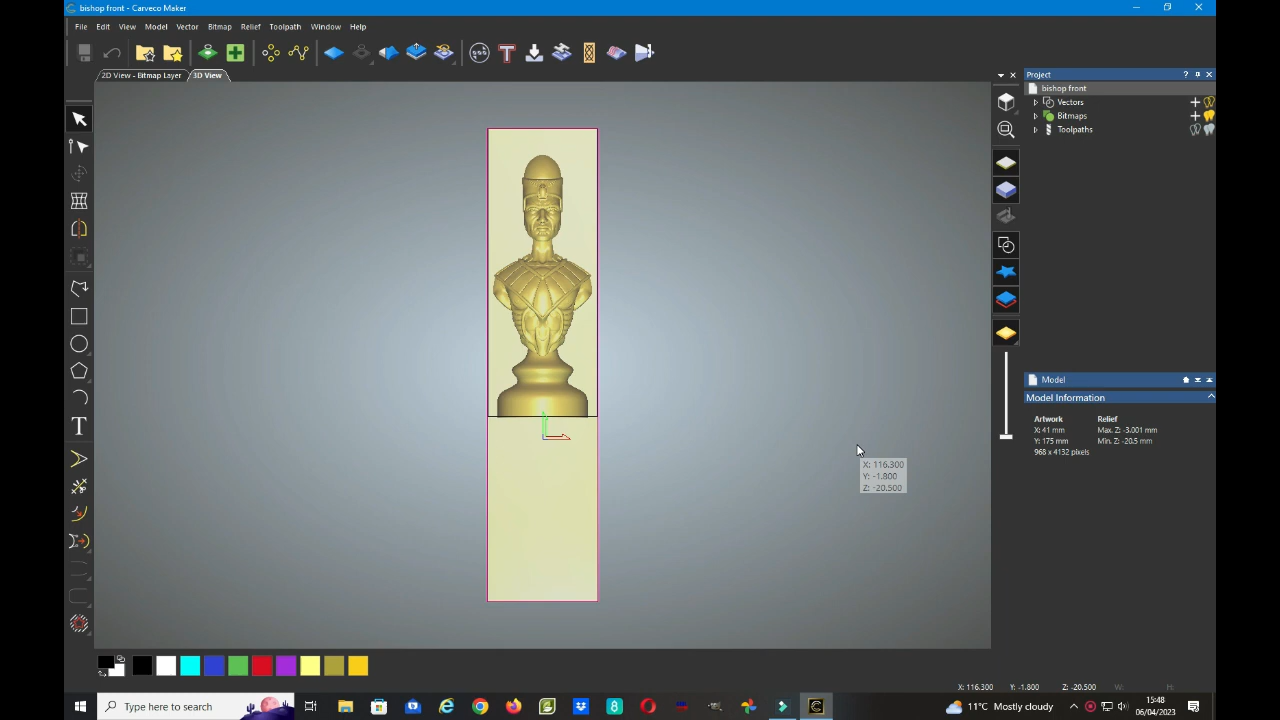 bishop front - Carveco Maker
File Edit View Model Vector Bitmap Relief Toolpath Window Help
2D View - Bitmap Layer 3D View
Project
bishop front
Vectors
Bitmaps
Toolpaths
Model
Model Information
Artwork Relief
X: 41 mm Max. Z: -3.001 mm
Y: 175 mm Min. Z: -20.5 mm
968 x 4132 pixels
X: 116.300
Y: -1.800
Z: -20.500
X: 116.300 Y: -1.800 Z: -20.500 W: H:
Type here to search
11°C Mostly cloudy
15:48
06/04/2023